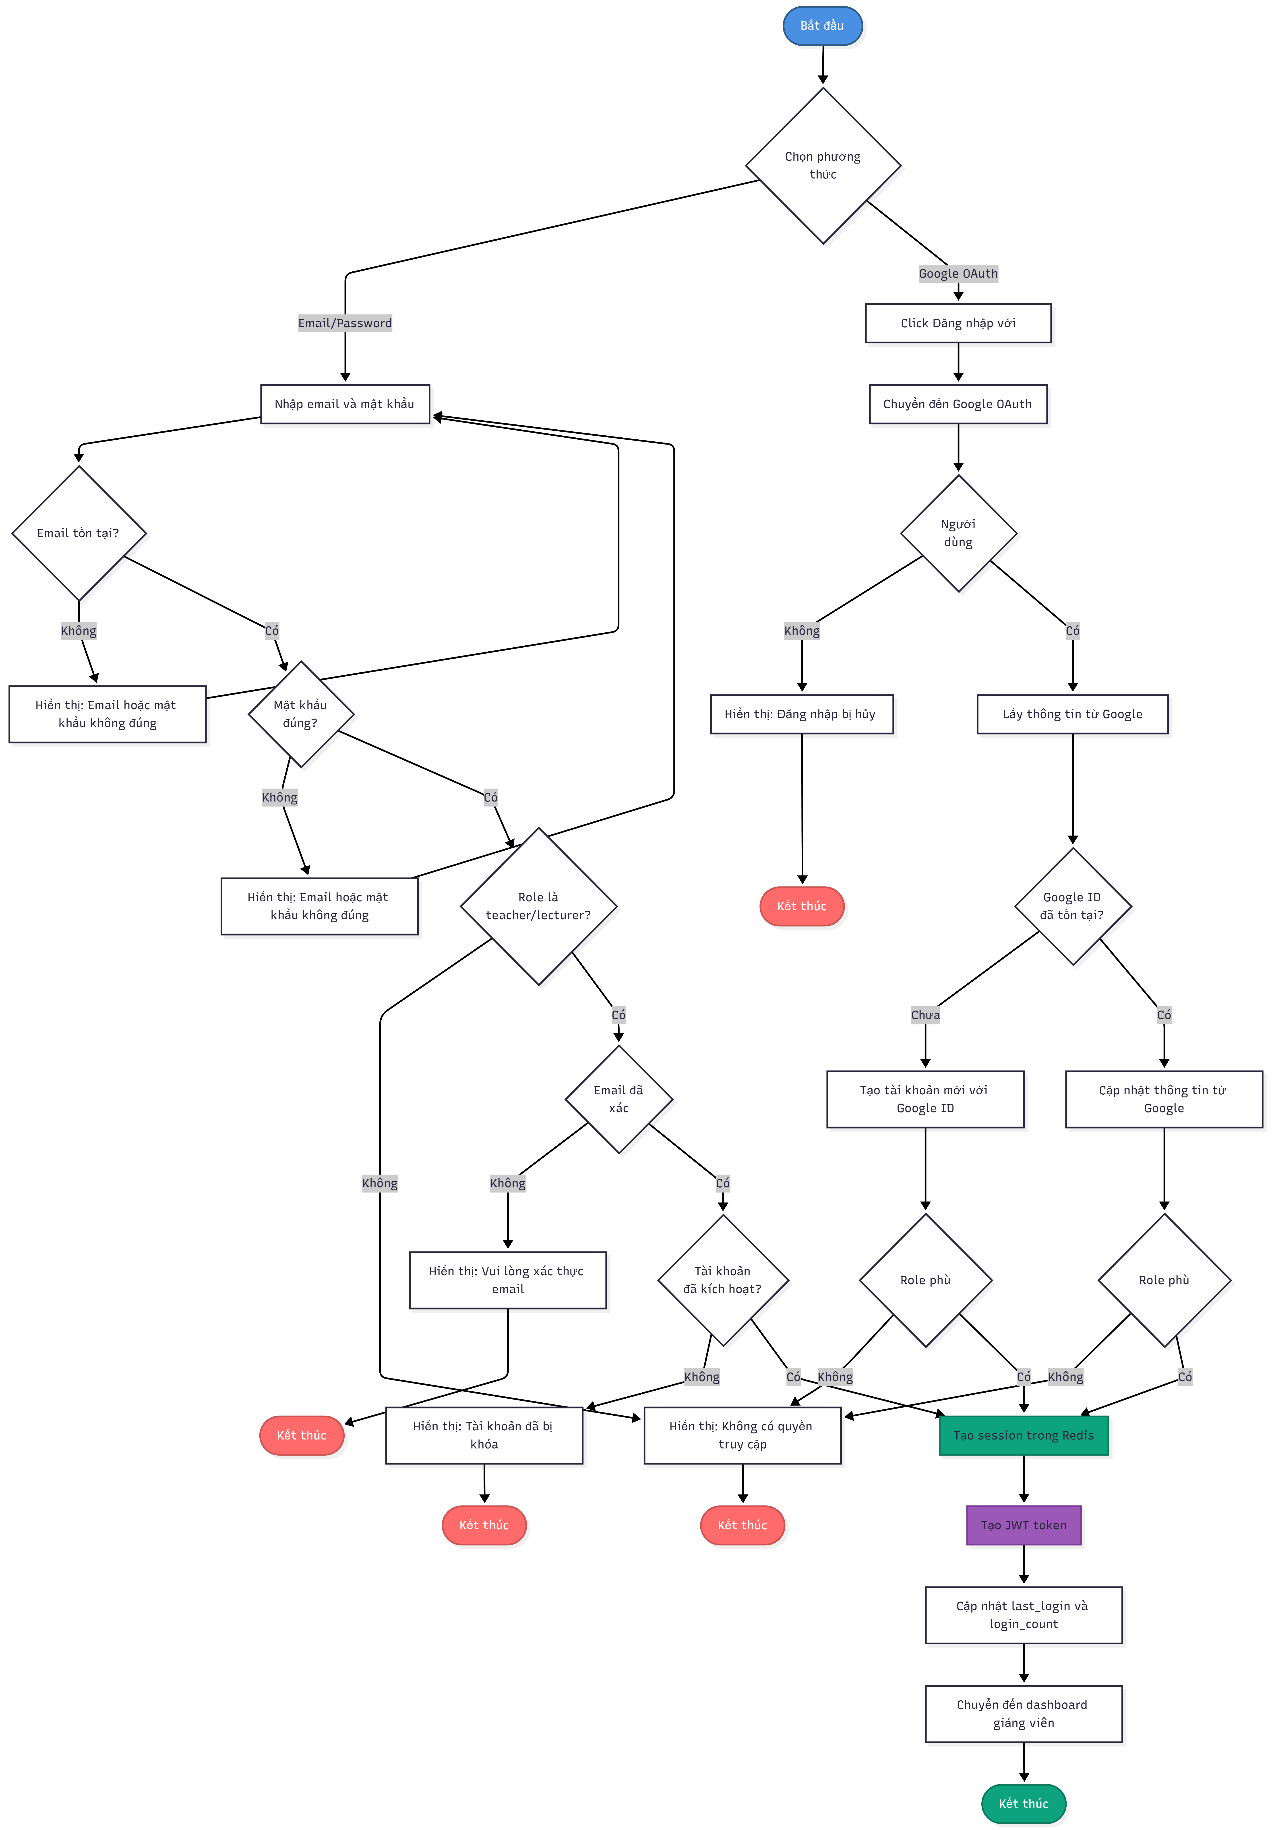 Bắt đầu
Chọn phương
thức
Google OAuth
Email/Password
Click Đăng nhập với
Nhập email và mật khẩu
Chuyển đến Google OAuth
Email tồn tại?
Người
dùng
Không
Có
Không
Có
Hiển thị: Email hoặc mật
khẩu không đúng
Mật khẩu
đúng?
Hiển thị: Đăng nhập bị hủy
Lấy thông tin từ Google
Không
Có
Hiển thị: Email hoặc mật
khẩu không đúng
Role là
teacher/lecturer?
Kết thúc
Google ID
đã tồn tại?
Có
Chưa
Có
Email đã
xác
Tạo tài khoản mới với
Google ID
Cập nhật thông tin từ
Google
Không
Không
Có
Hiển thị: Vui lòng xác thực
email
Tài khoản
đã kích hoạt?
Role phù
Role phù
Không
Có
Không
Có
Không
Có
Kết thúc
Hiển thị: Tài khoản đã bị
khóa
Hiển thị: Không có quyền
truy cập
Tạo session trong Redis
Kết thúc
Kết thúc
Tạo JWT token
Cập nhật last_login và
login_count
Chuyển đến dashboard
giảng viên
Kết thúc